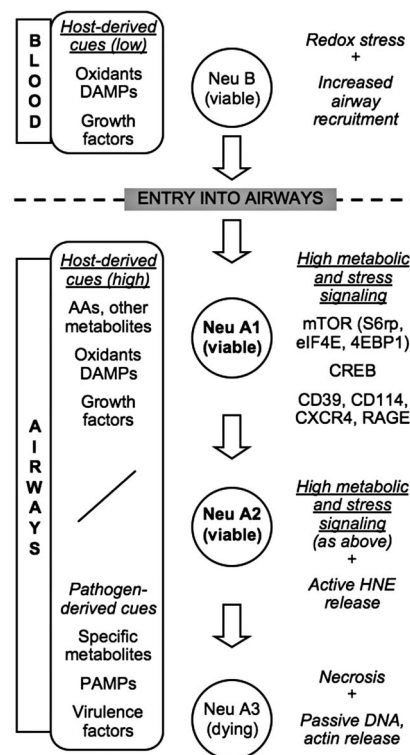 BLOOD
Host-derived
cues (low)
Oxidants
DAMPs
Growth
factors
Neu B
(viable)
Redox stress
+
Increased
airway
recruitment
ENTRY INTO AIRWAYS
AIRWAYS
Host-derived
cues (high)
AAs, other
metabolites
Oxidants
DAMPs
Growth
factors
Pathogen-
derived cues
Specific
metabolites
PAMPs
Virulence
factors
Neu A1
(viable)
High metabolic
and stress
signaling
mTOR (S6rp,
eIF4E, 4EBP1)
CREB
CD39, CD114,
CXCR4, RAGE
Neu A2
(viable)
High metabolic
and stress
signaling
(as above)
+
Active HNE
release
Neu A3
(dying)
Necrosis
+
Passive DNA,
actin release